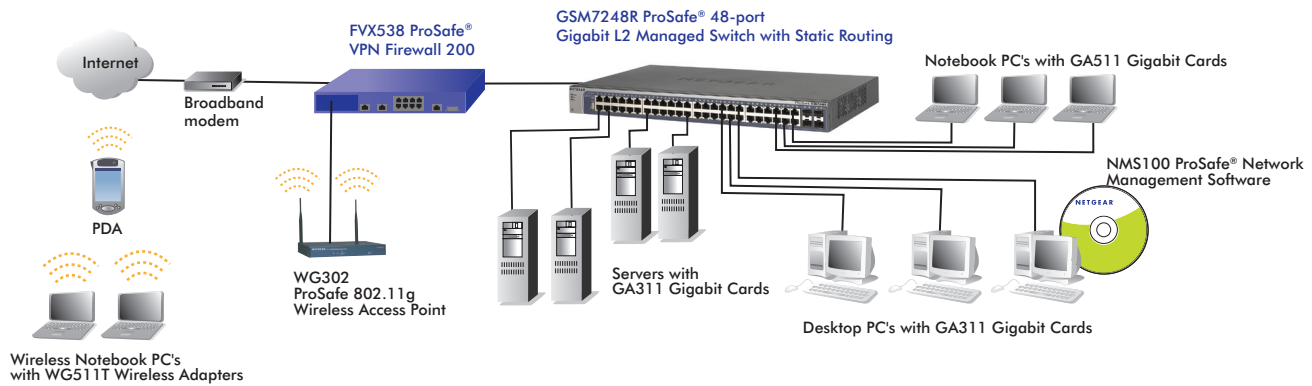 GSM7248R ProSafe® 48-port
Gigabit L2 Managed Switch with Static Routing
FVX538 ProSafe®
VPN Firewall 200
Internet
Broadband
modem
NETGEAR
NETGEAR
Notebook PC's with GA511 Gigabit Cards
NMS100 ProSafe® Network
Management Software
NETGEAR
PDA
WG302
ProSafe 802.11g
Wireless Access Point
Servers with
GA311 Gigabit Cards
Desktop PC's with GA311 Gigabit Cards
Wireless Notebook PC's
with WG511T Wireless Adapters